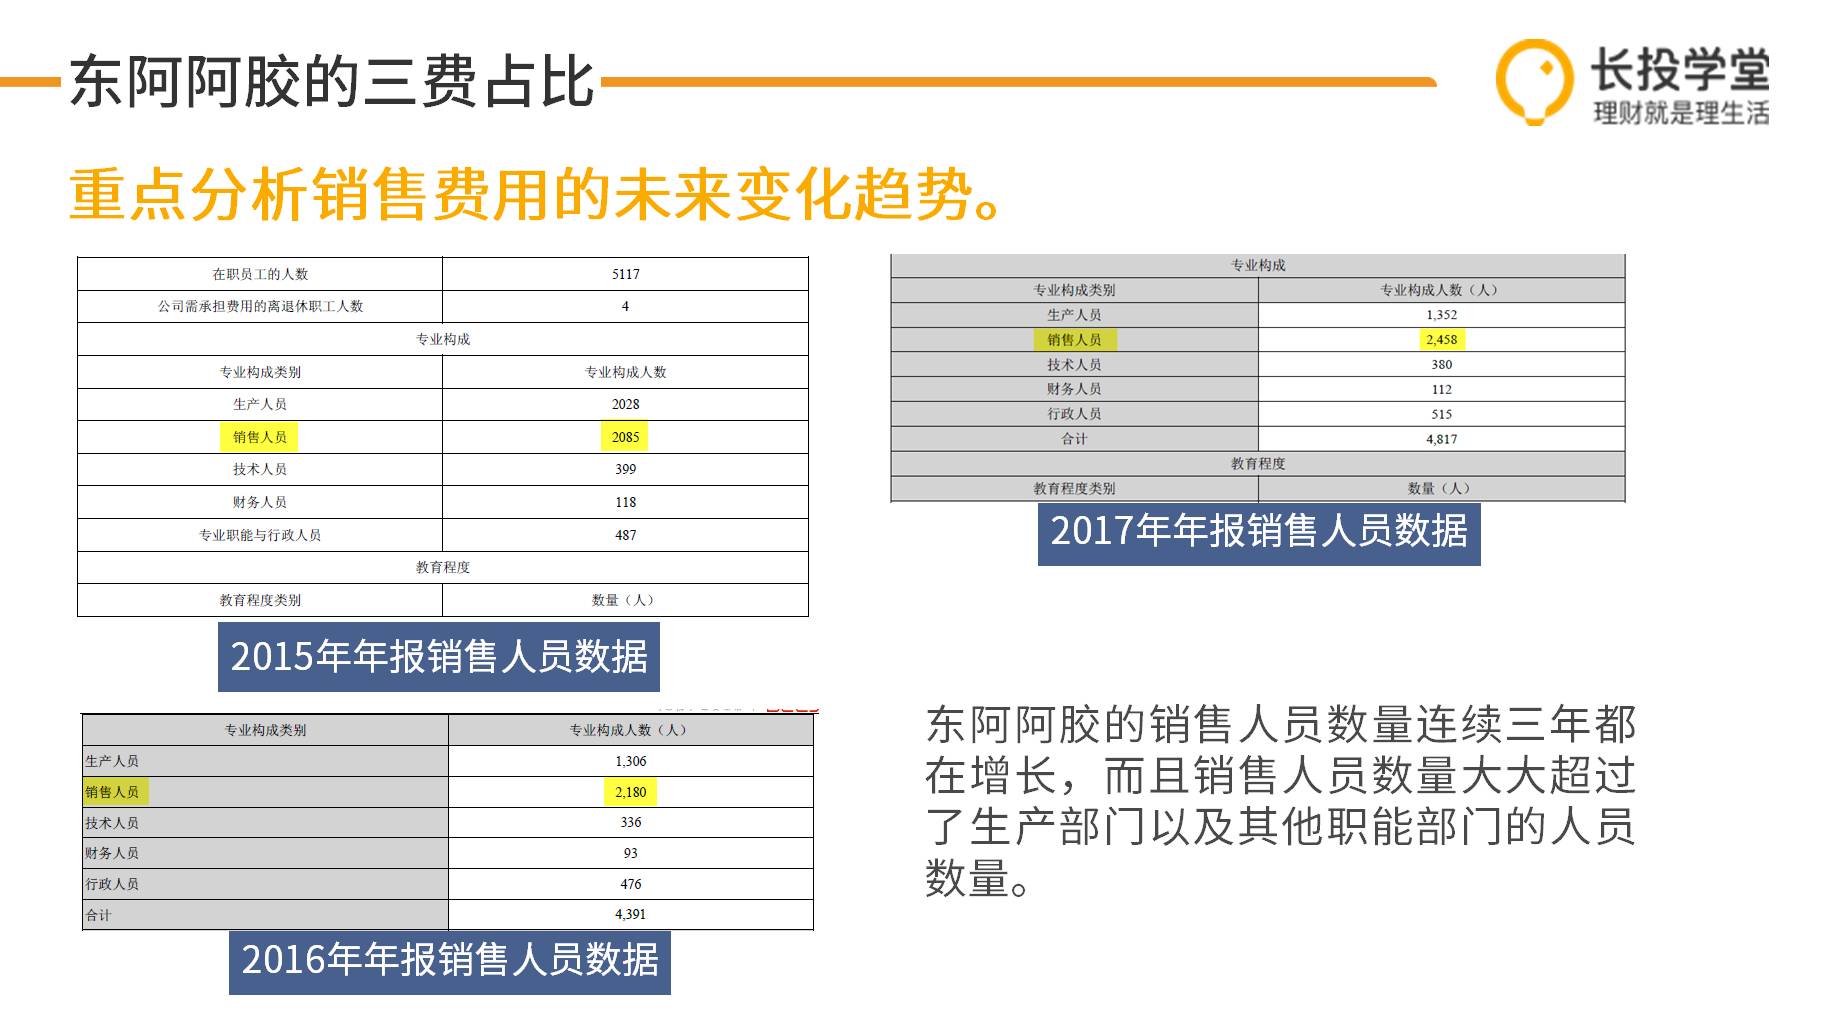 东阿阿胶的三费占比
长投学堂
理财就是理生活
重点分析销售费用的未来变化趋势。
在职员工的人数 5117
公司需承担费用的离退休职工人数 4
专业构成
专业构成类别 专业构成人数
生产人员 2028
销售人员 2085
技术人员 399
财务人员 118
专业职能与行政人员 487
教育程度
教育程度类别 数量（人）
2015年年报销售人员数据
专业构成类别 专业构成人数（人）
生产人员 1,306
销售人员 2,180
技术人员 336
财务人员 93
行政人员 476
合计 4,391
2016年年报销售人员数据
专业构成
专业构成类别 专业构成人数（人）
生产人员 1,352
销售人员 2,458
技术人员 380
财务人员 112
行政人员 515
合计 4,817
教育程度
教育程度类别 数量（人）
2017年年报销售人员数据
东阿阿胶的销售人员数量连续三年都
在增长，而且销售人员数量大大超过
了生产部门以及其他职能部门的人员
数量。